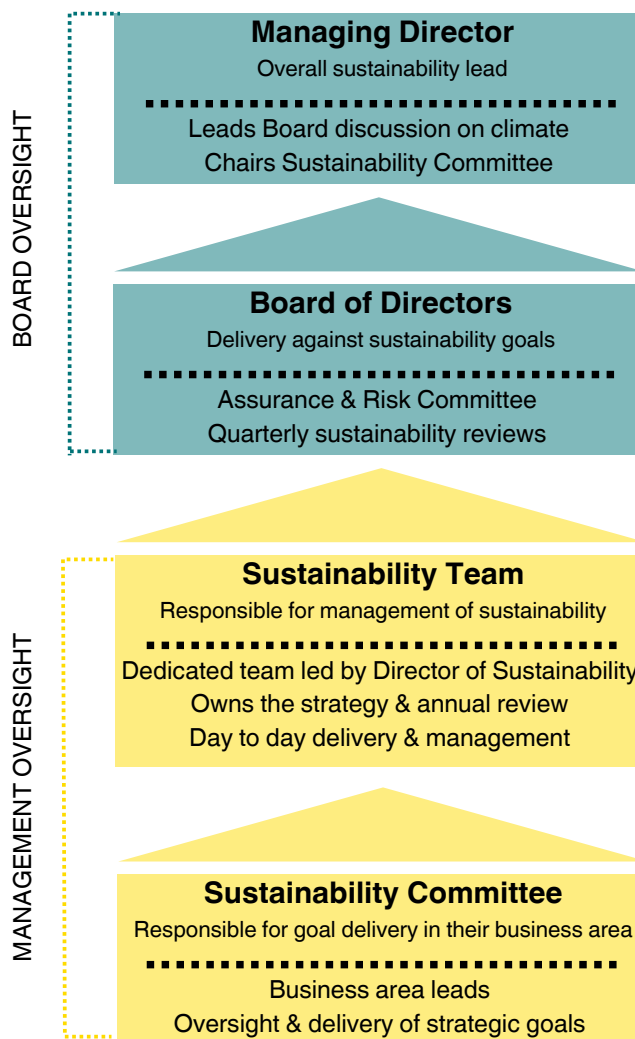 BOARD OVERSIGHT
Managing Director
Overall sustainability lead
Leads Board discussion on climate
Chairs Sustainability Committee
Board of Directors
Delivery against sustainability goals
Assurance & Risk Committee
Quarterly sustainability reviews
MANAGEMENT OVERSIGHT
Sustainability Team
Responsible for management of sustainability
Dedicated team led by Director of Sustainability
Owns the strategy & annual review
Day to day delivery & management
Sustainability Committee
Responsible for goal delivery in their business area
Business area leads
Oversight & delivery of strategic goals